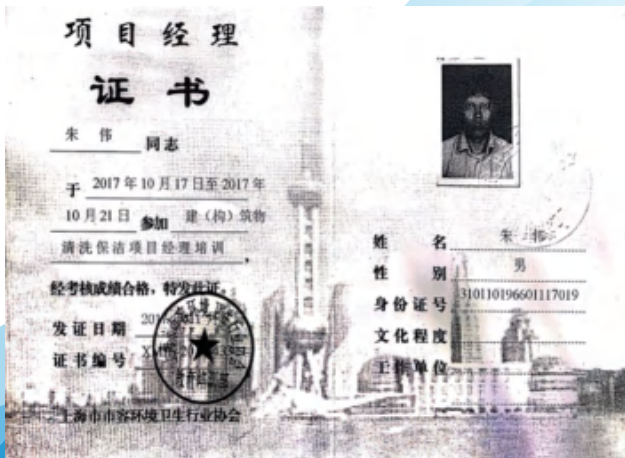 项目经理
证书
朱伟 同志
于 2017年10月17日至2017年
10月21日 参加 建（构）筑物
清洗保洁项目经理培训，
经考核成绩合格，特发此证。
发证日期 201
证书编号
上海市市容环境卫生行业协会
姓名 朱伟
性别 男
身份证号 310110196601117019
文化程度
工作单位